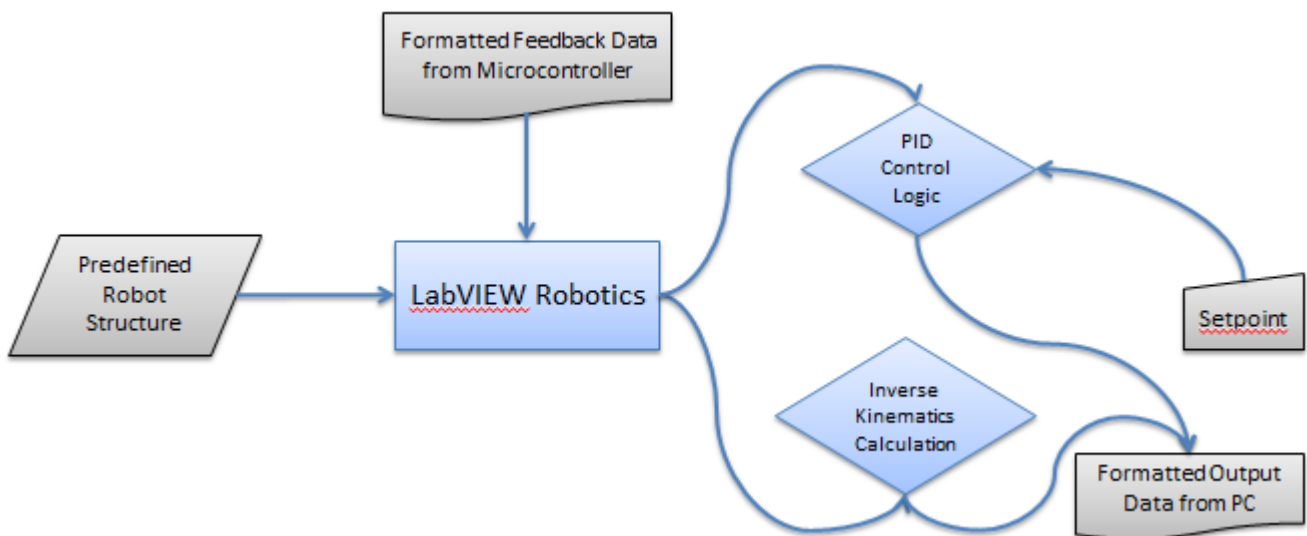 Formatted Feedback Data
from Microcontroller
PID
Control
Logic
Predefined
Robot
Structure
LabVIEW Robotics
Setpoint
Inverse
Kinematics
Calculation
Formatted Output
Data from PC